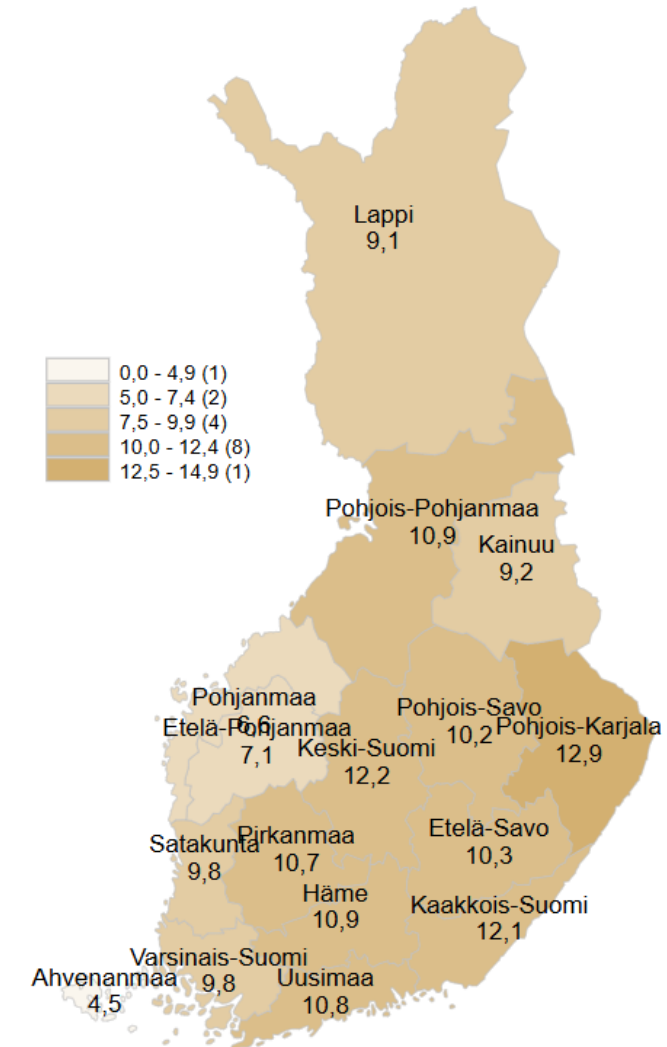 Lappi
9,1
0,0 - 4,9 (1)
5,0 - 7,4 (2)
7,5 - 9,9 (4)
10,0 - 12,4 (8)
12,5 - 14,9 (1)
Pohjois-Pohjanmaa
10,9
Kainuu
9,2
Pohjanmaa
6,6
Etelä-Pohjanmaa
7,1
Keski-Suomi
12,2
Pohjois-Savo
10,2
Pohjois-Karjala
12,9
Satakunta
9,8
Pirkanmaa
10,7
Etelä-Savo
10,3
Häme
10,9
Kaakkois-Suomi
12,1
Varsinais-Suomi
9,8
Ahvenanmaa
4,5
Uusimaa
10,8